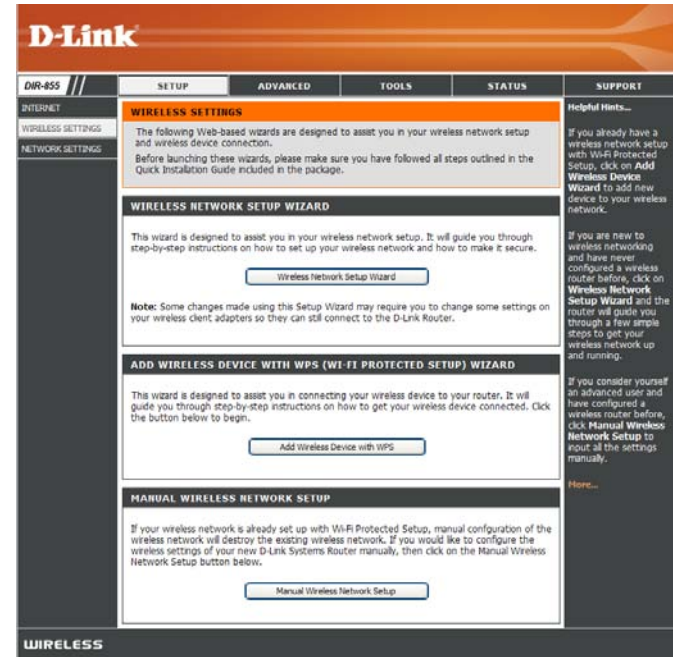 D-Link
DIR-855
SETUP
ADVANCED
TOOLS
STATUS
SUPPORT
INTERNET
WIRELESS SETTINGS
NETWORK SETTINGS
WIRELESS SETTINGS
The following Web-based wizards are designed to assist you in your wireless network setup
and wireless device connection.
Before launching these wizards, please make sure you have followed all steps outlined in the
Quick Installation Guide included in the package.
WIRELESS NETWORK SETUP WIZARD
This wizard is designed to assist you in your wireless network setup. It will guide you through
step-by-step instructions on how to set up your wireless network and how to make it secure.
Wireless Network Setup Wizard
Note: Some changes made using this Setup Wizard may require you to change some settings on
your wireless client adapters so they can still connect to the D-Link Router.
ADD WIRELESS DEVICE WITH WPS (WI-FI PROTECTED SETUP) WIZARD
This wizard is designed to assist you in connecting your wireless device to your router. It will
guide you through step-by-step instructions on how to get your wireless device connected. Click
the button below to begin.
Add Wireless Device with WPS
MANUAL WIRELESS NETWORK SETUP
If your wireless network is already set up with Wi-Fi Protected Setup, manual confguration of the
wireless network will destroy the existing wireless network. If you would like to configure the
wireless settings of your new D-Link Systems Router manually, then click on the Manual Wireless
Network Setup button below.
Manual Wireless Network Setup
Helpful Hints...
If you already have a
wireless network setup
with Wi-Fi Protected
Setup, click on Add
Wireless Device
Wizard to add new
device to your wireless
network.
If you are new to
wireless networking
and have never
configured a wireless
router before, click on
Wireless Network
Setup Wizard and the
router will guide you
through a few simple
steps to get your
wireless network up
and running.
If you consider yourself
an advanced user and
have configured a
wireless router before,
click Manual Wireless
Network Setup to
input all the settings
manually.
More...
WIRELESS